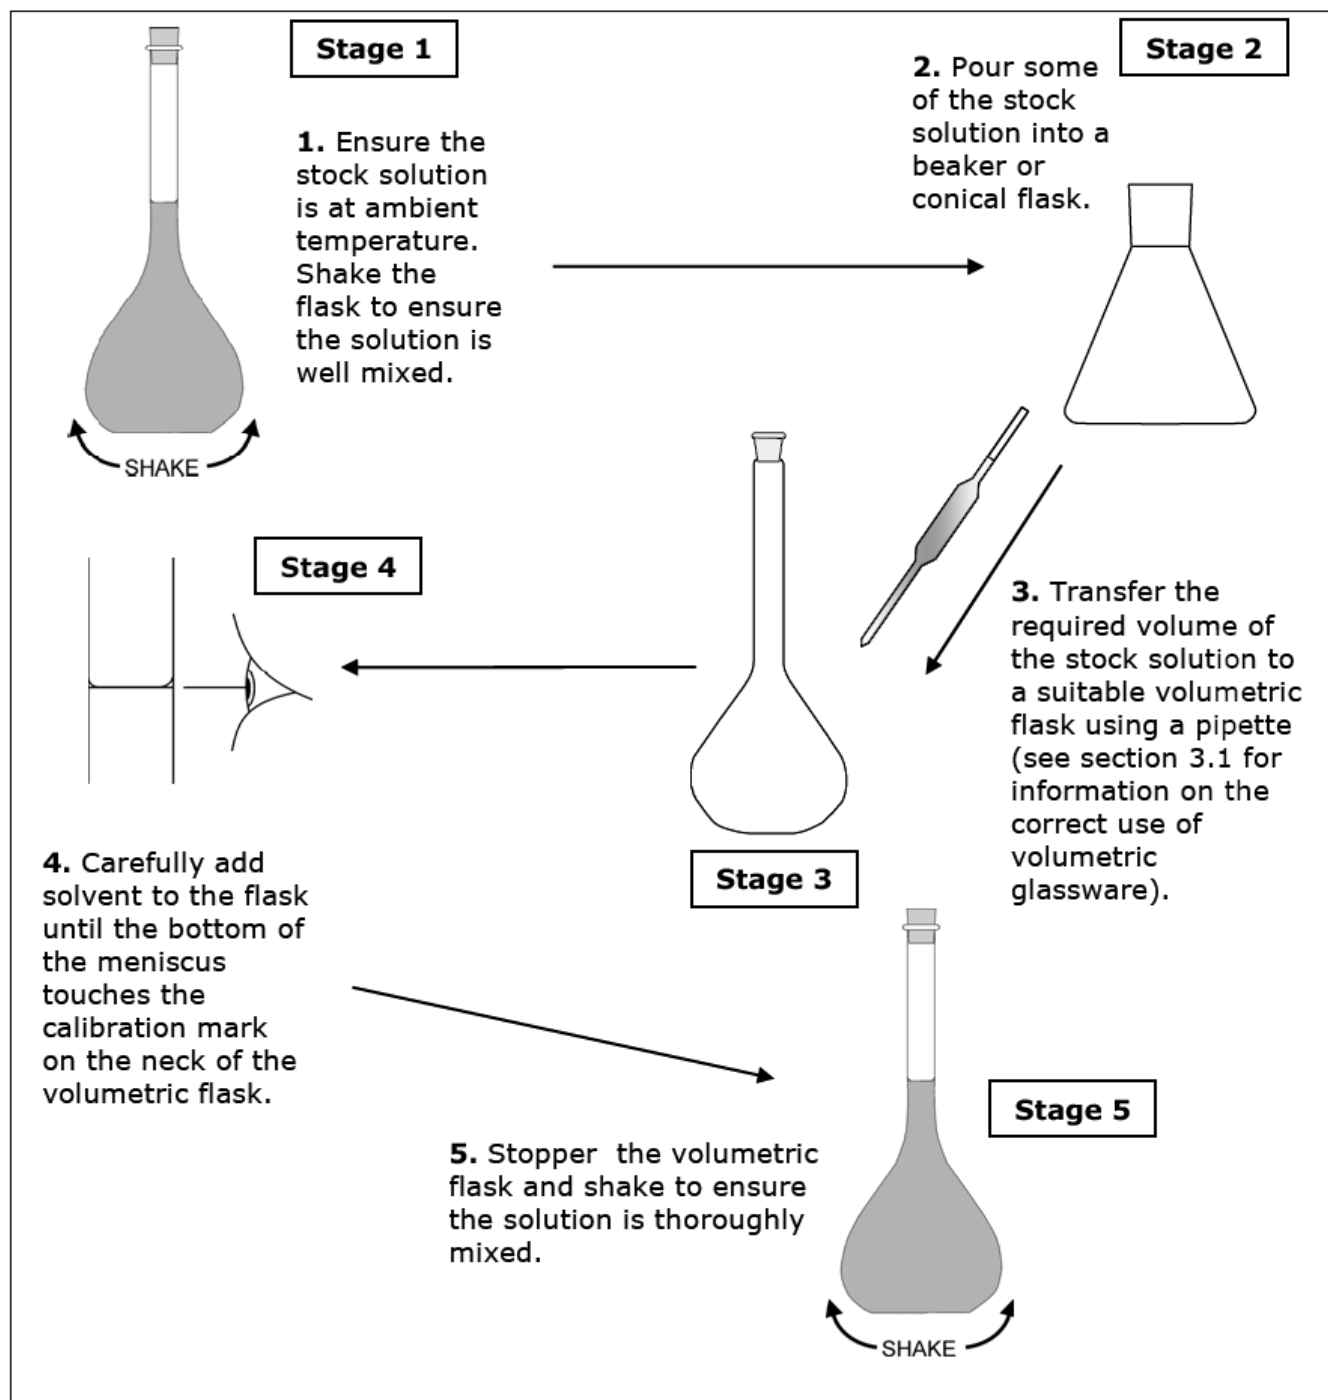 Stage 1
1. Ensure the
stock solution
is at ambient
temperature.
Shake the
flask to ensure
the solution is
well mixed.
SHAKE
Stage 2
2. Pour some
of the stock
solution into a
beaker or
conical flask.
3. Transfer the
required volume of
the stock solution to
a suitable volumetric
flask using a pipette
(see section 3.1 for
information on the
correct use of
volumetric
glassware).
Stage 3
Stage 4
4. Carefully add
solvent to the flask
until the bottom of
the meniscus
touches the
calibration mark
on the neck of the
volumetric flask.
Stage 5
5. Stopper  the volumetric
flask and shake to ensure
the solution is thoroughly
mixed.
SHAKE